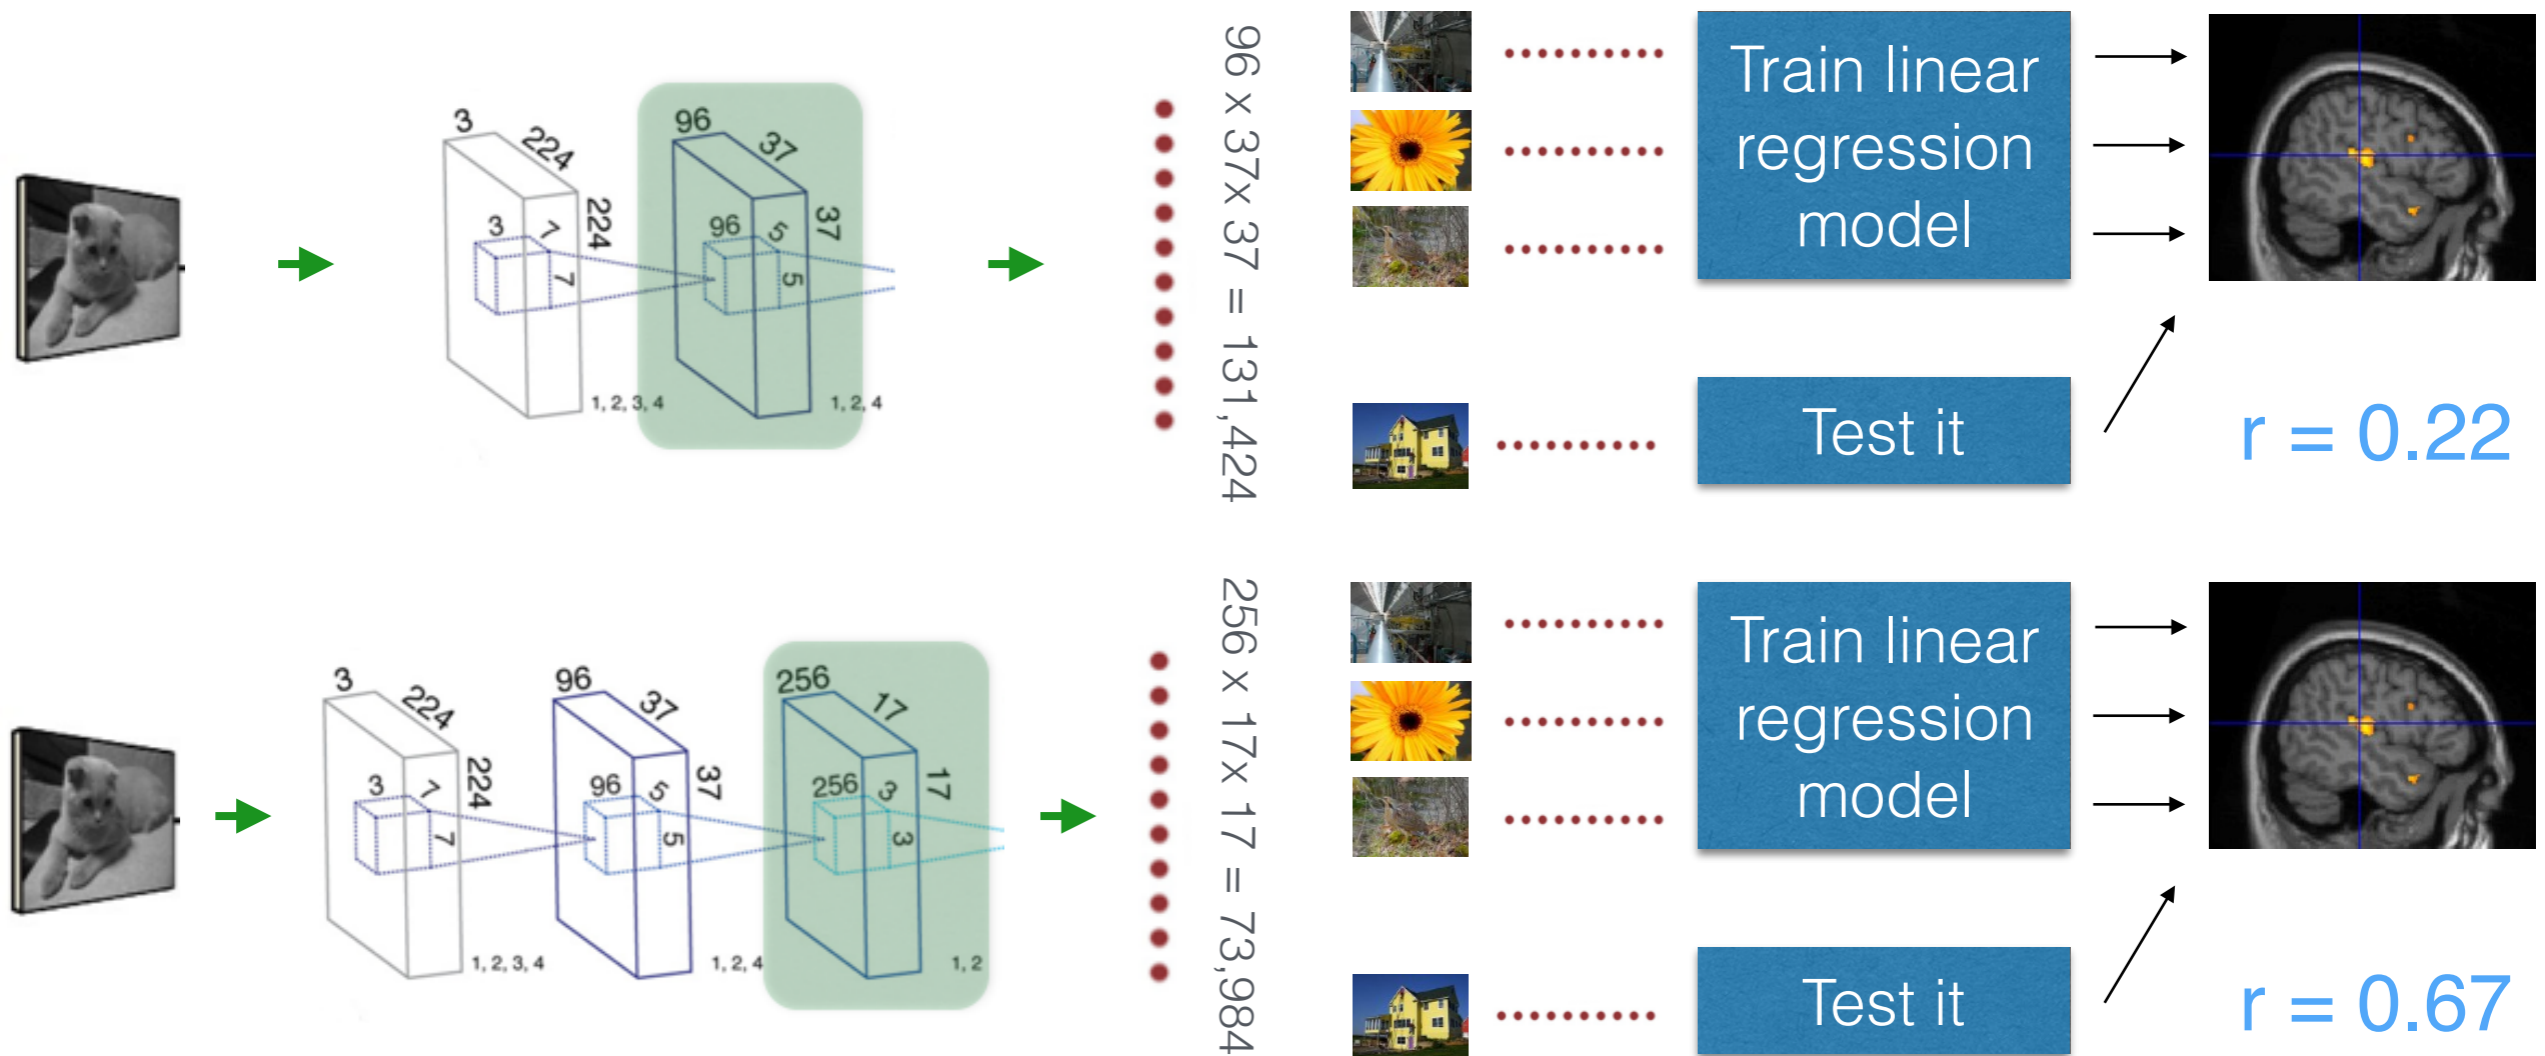 3
224
224
3
7
7
1, 2, 3, 4
96
37
37
96
5
5
1, 2, 4
96 x 37x 37 = 131,424
Train linear
regression
model
Test it
r = 0.22
3
224
224
3
7
7
1, 2, 3, 4
96
37
37
96
5
5
1, 2, 4
256
17
17
256
3
3
1, 2
256 x 17x 17 = 73,984
Train linear
regression
model
Test it
r = 0.67